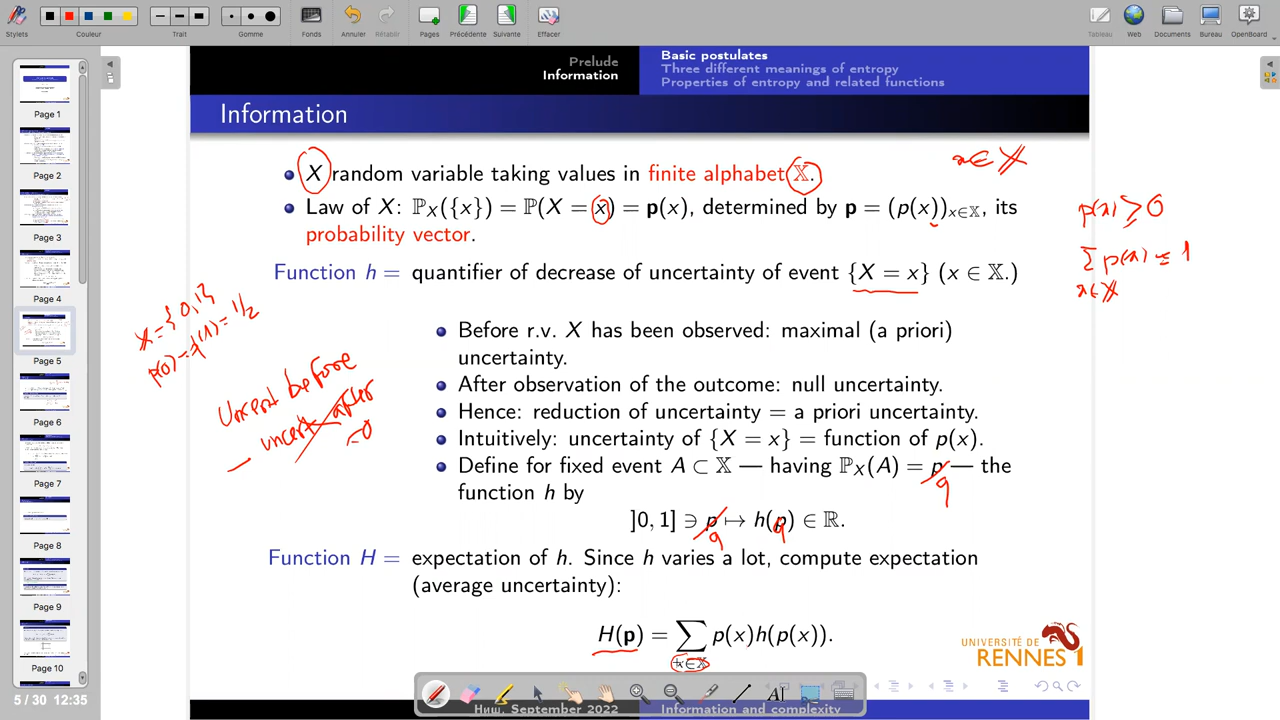 Stylets
Couleur
Trait
Gomme
Fonds
Annuler
Rétablir
Pages
Précédente
Suivante
Effacer
Tableau
Web
Documents
Bureau
OpenBoard
Page 1
Page 2
Page 3
Page 4
Page 5
Page 6
Page 7
Page 8
Page 9
Page 10
5 / 30 12:35
Prelude
Information
Basic postulates
Three different meanings of entropy
Properties of entropy and related functions
Information
x ∈ 𝕏
X random variable taking values in finite alphabet 𝕏.
Law of X: ℙ_X({x}) = ℙ(X = x) = p(x), determined by p = (p(x))_{x∈𝕏}, its
probability vector.
p(x) ≥ 0
∑ p(x) = 1
x∈𝕏
Function h = quantifier of decrease of uncertainty of event {X = x} (x ∈ 𝕏.)
X = {0,1}
p(0) = p(1) = 1/2
Before r.v. X has been observed: maximal (a priori)
uncertainty.
After observation of the outcome: null uncertainty.
Hence: reduction of uncertainty = a priori uncertainty.
Intuitively: uncertainty of {X = x} = function of p(x).
Define for fixed event A ⊂ 𝕏 — having ℙ_X(A) = p — the
q
function h by
]0, 1] ∋ p ↦ h(p) ∈ ℝ.
q q
Uncert before
— uncert after
=0
Function H = expectation of h. Since h varies a lot, compute expectation
(average uncertainty):
H(p) = ∑ p(x)h(p(x)).
x∈𝕏
UNIVERSITÉ DE
RENNES 1
Ниш, September 2022
Information and complexity